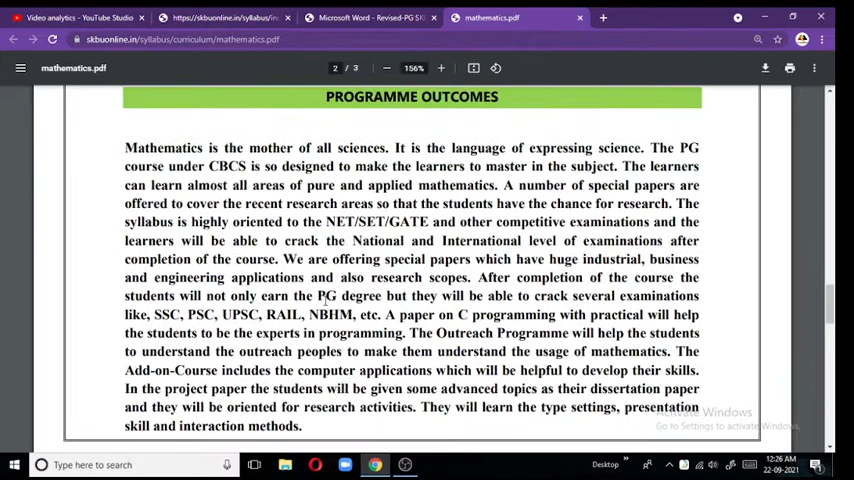 Video analytics - YouTube Studio
https://skbuonline.in/syllabus/in
Microsoft Word - Revised-PG SK
mathematics.pdf
skbuonline.in/syllabus/curriculum/mathematics.pdf
mathematics.pdf
2 / 3
156%
PROGRAMME OUTCOMES
Mathematics is the mother of all sciences. It is the language of expressing science. The PG
course under CBCS is so designed to make the learners to master in the subject. The learners
can learn almost all areas of pure and applied mathematics. A number of special papers are
offered to cover the recent research areas so that the students have the chance for research. The
syllabus is highly oriented to the NET/SET/GATE and other competitive examinations and the
learners will be able to crack the National and International level of examinations after
completion of the course. We are offering special papers which have huge industrial, business
and engineering applications and also research scopes. After completion of the course the
students will not only earn the PG degree but they will be able to crack several examinations
like, SSC, PSC, UPSC, RAIL, NBHM, etc. A paper on C programming with practical will help
the students to be the experts in programming. The Outreach Programme will help the students
to understand the outreach peoples to make them understand the usage of mathematics. The
Add-on-Course includes the computer applications which will be helpful to develop their skills.
In the project paper the students will be given some advanced topics as their dissertation paper
and they will be oriented for research activities. They will learn the type settings, presentation
skill and interaction methods.
Activate Windows
Go to Settings to activate Windows.
Type here to search
Desktop
12:26 AM
22-09-2021